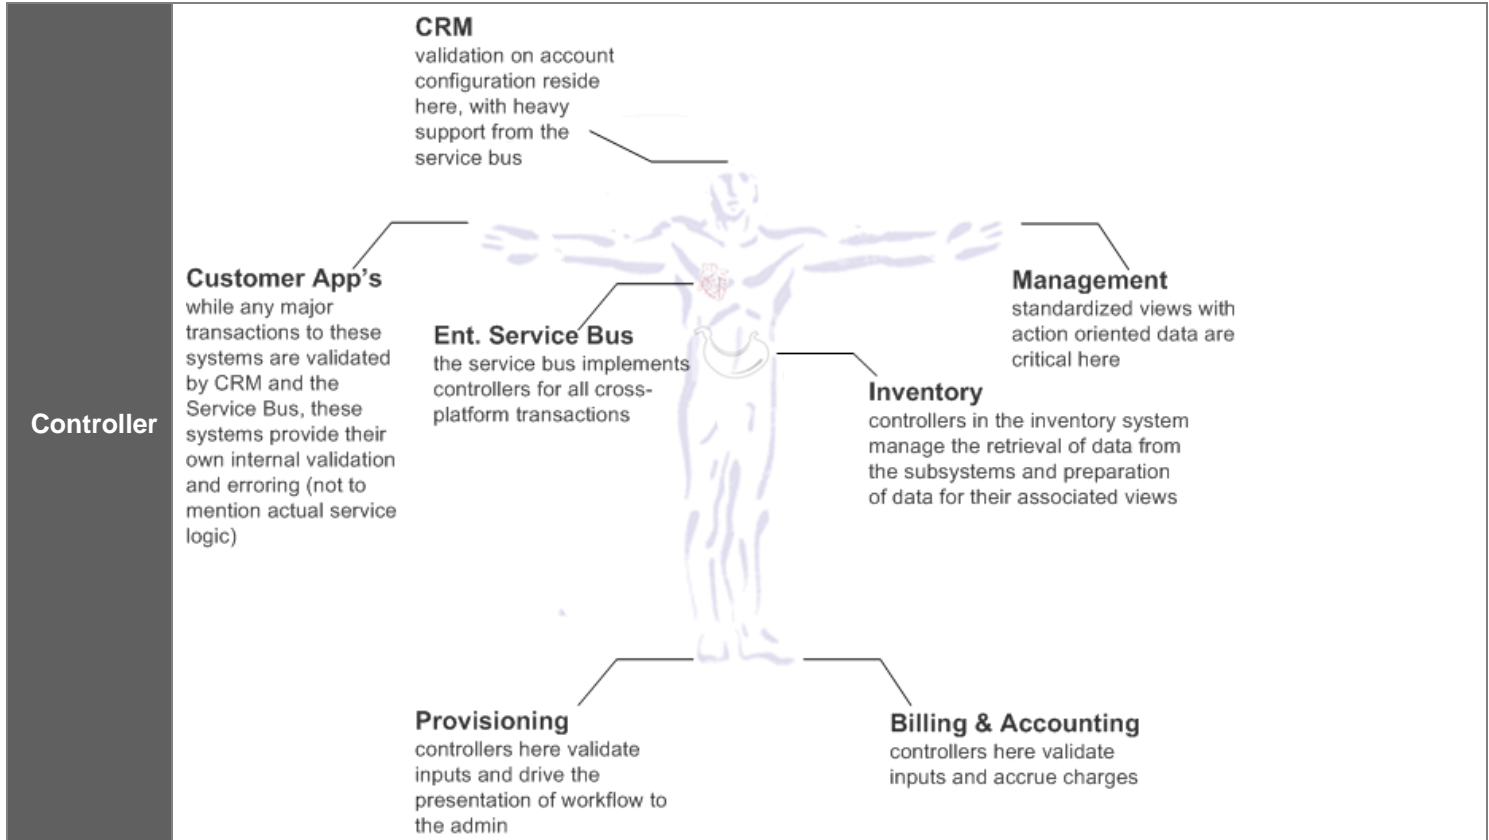 Controller
CRM
validation on account
configuration reside
here, with heavy
support from the
service bus
Customer App's
while any major
transactions to these
systems are validated
by CRM and the
Service Bus, these
systems provide their
own internal validation
and erroring (not to
mention actual service
logic)
Ent. Service Bus
the service bus implements
controllers for all cross-
platform transactions
Management
standardized views with
action oriented data are
critical here
Inventory
controllers in the inventory system
manage the retrieval of data from
the subsystems and preparation
of data for their associated views
Provisioning
controllers here validate
inputs and drive the
presentation of workflow to
the admin
Billing & Accounting
controllers here validate
inputs and accrue charges